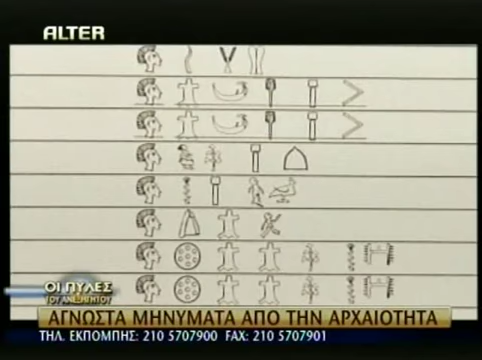 ALTER
ΟΙ ΠΥΛΕΣ
ΤΟΥ ΑΝΕΞΗΓΗΤΟΥ
ΑΓΝΩΣΤΑ ΜΗΝΥΜΑΤΑ ΑΠΟ ΤΗΝ ΑΡΧΑΙΟΤΗΤΑ
ΤΗΛ. ΕΚΠΟΜΠΗΣ: 210 5707900 FAX: 210 5707901